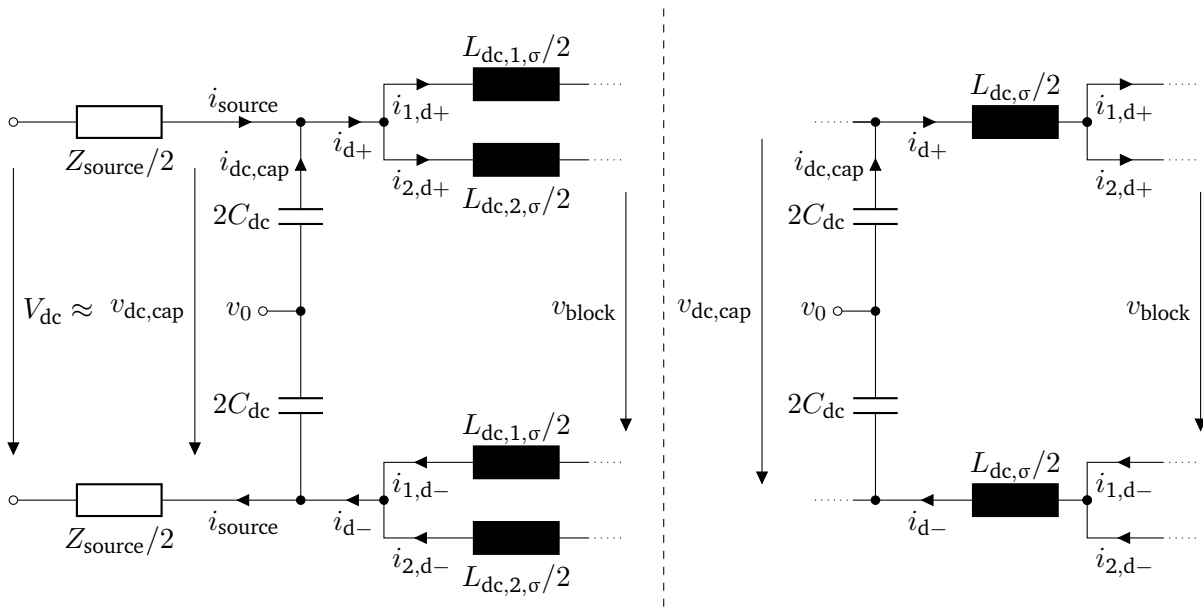 L_dc,1,σ/2
i_source
i_1,d+
Z_source/2
i_d+
i_dc,cap
i_2,d+
L_dc,2,σ/2
2C_dc
V_dc ≈ v_dc,cap
v_0
v_block
2C_dc
L_dc,1,σ/2
i_1,d−
i_source
i_d−
Z_source/2
i_2,d−
L_dc,2,σ/2
L_dc,σ/2
i_1,d+
i_d+
i_dc,cap
i_2,d+
2C_dc
v_dc,cap
v_0
v_block
2C_dc
L_dc,σ/2
i_1,d−
i_d−
i_2,d−